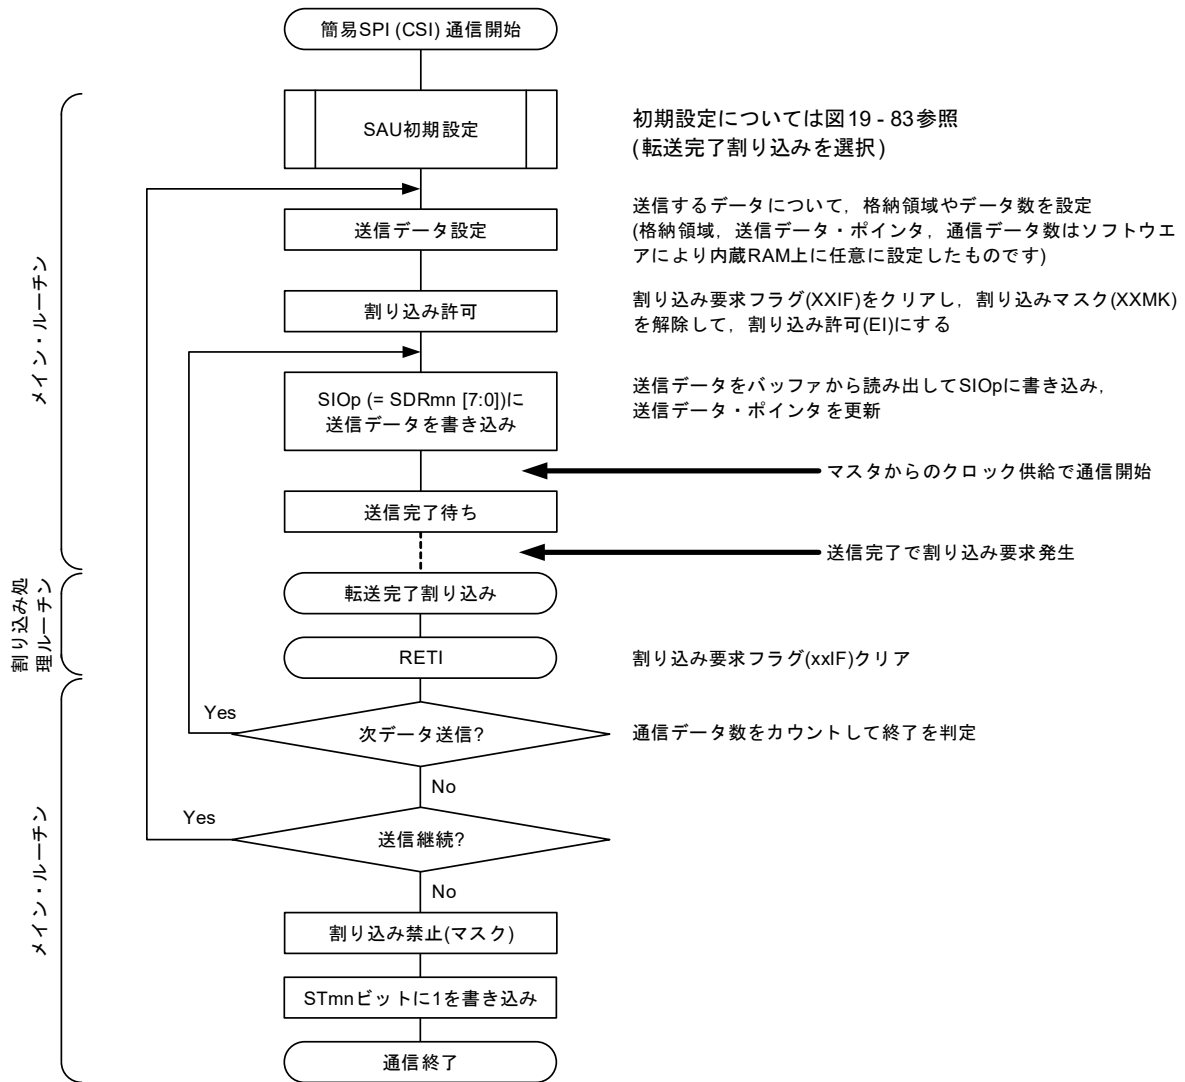 簡易SPI (CSI) 通信開始
メイン・ルーチン
SAU初期設定
初期設定については図19 - 83参照
(転送完了割り込みを選択)
送信データ設定
送信するデータについて，格納領域やデータ数を設定
(格納領域，送信データ・ポインタ，通信データ数はソフトウエ
アにより内蔵RAM上に任意に設定したものです)
割り込み許可
割り込み要求フラグ(XXIF)をクリアし，割り込みマスク(XXMK)
を解除して，割り込み許可(EI)にする
SIOp (= SDRmn [7:0])に
送信データを書き込み
送信データをバッファから読み出してSIOpに書き込み，
送信データ・ポインタを更新
マスタからのクロック供給で通信開始
送信完了待ち
送信完了で割り込み要求発生
割り込み処
理ルーチン
転送完了割り込み
RETI
割り込み要求フラグ(xxIF)クリア
メイン・ルーチン
Yes
次データ送信?
通信データ数をカウントして終了を判定
No
Yes
送信継続?
No
割り込み禁止(マスク)
STmnビットに1を書き込み
通信終了